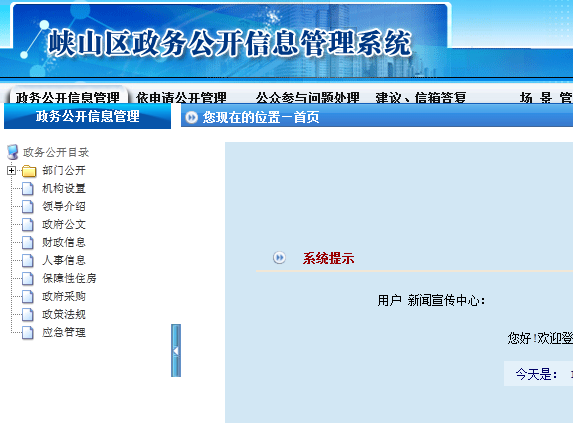 峡山区政务公开信息管理系统
政务公开信息管理 依申请公开管理 公众参与问题处理 建议、信箱答复 场 景 管
政务公开信息管理
您现在的位置－首页
政务公开目录
部门公开
机构设置
领导介绍
政府公文
财政信息
人事信息
保障性住房
政府采购
政策法规
应急管理
系统提示
用户 新闻宣传中心：
您好!欢迎登
今天是：